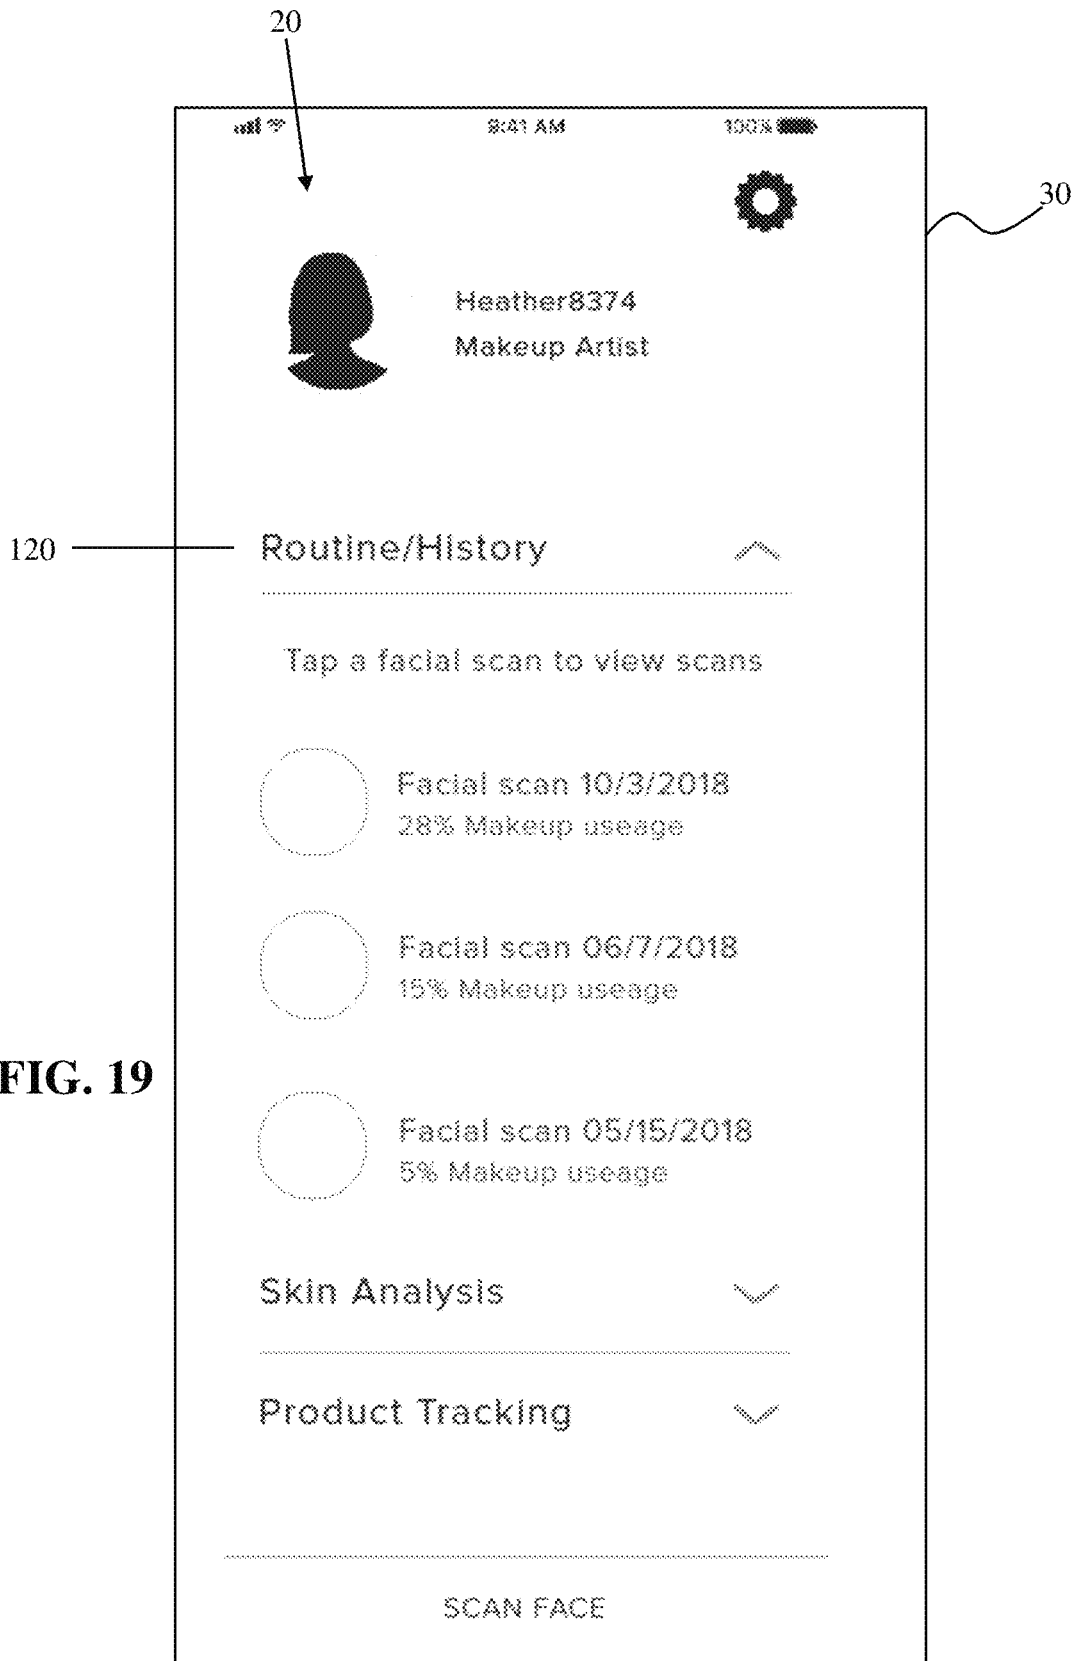 20
9:41 AM 100%
30
Heather8374
Makeup Artist
120 Routine/History
Tap a facial scan to view scans
Facial scan 10/3/2018
28% Makeup useage
Facial scan 06/7/2018
15% Makeup useage
FIG. 19
Facial scan 05/15/2018
5% Makeup useage
Skin Analysis
Product Tracking
SCAN FACE